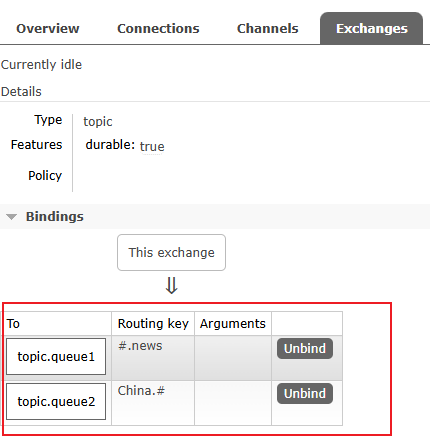 Overview Connections Channels Exchanges
Currently idle
Details
Type topic
Features durable: true
Policy
Bindings
This exchange
⇓
To Routing key Arguments
topic.queue1 #.news Unbind
topic.queue2 China.# Unbind